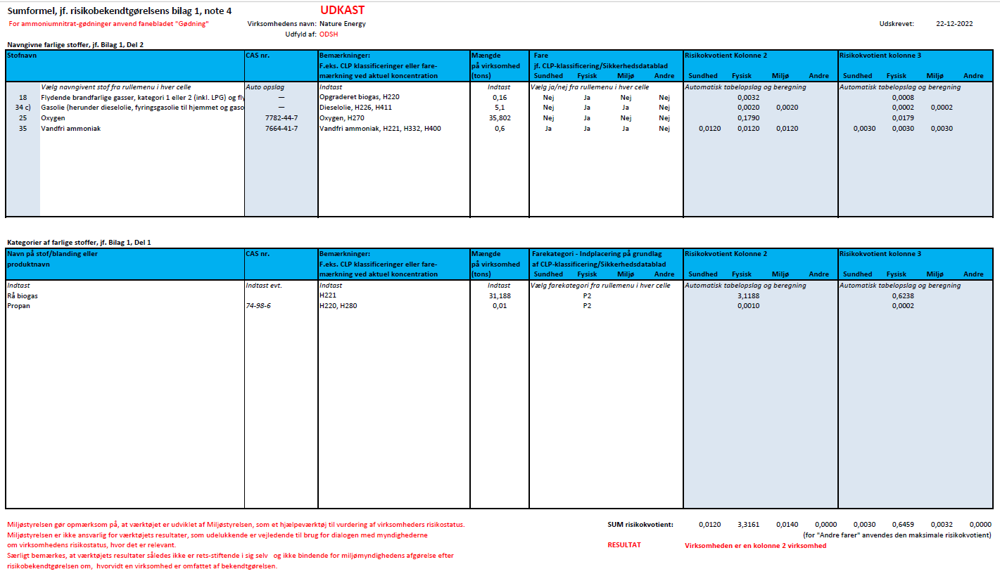 Sumformel, jf. risikobekendtgørelsens bilag 1, note 4 UDKAST
For ammoniumnitrat-gødninger anvend fanebladet "Gødning" Virksomhedens navn: Nature Energy Udskrevet: 22-12-2022
Udfyld af: ODSH
Navngivne farlige stoffer, jf. Bilag 1, Del 2
Stofnavn CAS nr. Bemærkninger: Mængde Fare Risikokvotient Kolonne 2 Risikokvotient kolonne 3
F.eks. CLP klassificeringer eller fare- på virksomhed jf. CLP-klassificering/Sikkerhedsdatablad
mærkning ved aktuel koncentration (tons) Sundhed Fysisk Miljø Andre Sundhed Fysisk Miljø Andre Sundhed Fysisk Miljø Andre
Vælg navngivent stof fra rullemenu i hver celle Auto opslag Indtast Indtast Vælg ja/nej fra rullemenu i hver celle Automatisk tabelopslag og beregning Automatisk tabelopslag og beregning
18 Flydende brandfarlige gasser, kategori 1 eller 2 (inkl. LPG) og fly — Opgraderet biogas, H220 0,16 Nej Ja Nej Nej 0,0032 0,0008
34 c) Gasolie (herunder dieselolie, fyringsgasolie til hjemmet og gaso — Dieselolie, H226, H411 5,1 Nej Ja Ja Nej 0,0020 0,0020 0,0002 0,0002
25 Oxygen 7782-44-7 Oxygen, H270 35,802 Nej Ja Nej Nej 0,1790 0,0179
35 Vandfri ammoniak 7664-41-7 Vandfri ammoniak, H221, H332, H400 0,6 Ja Ja Ja Nej 0,0120 0,0120 0,0120 0,0030 0,0030 0,0030
Kategorier af farlige stoffer, jf. Bilag 1, Del 1
Navn på stof/blanding eller CAS nr. Bemærkninger: Mængde Farekategori - Indplacering på grundlag Risikokvotient Kolonne 2 Risikokvotient kolonne 3
produktnavn F.eks. CLP klassificeringer eller fare- på virksomhed af CLP-klassificering/Sikkerhedsdatablad
mærkning ved aktuel koncentration (tons) Sundhed Fysisk Miljø Andre Sundhed Fysisk Miljø Andre Sundhed Fysisk Miljø Andre
Indtast Indtast evt. Indtast Indtast Vælg farekategori fra rullemenu i hver celle Automatisk tabelopslag og beregning Automatisk tabelopslag og beregning
Rå biogas H221 31,188 P2 3,1188 0,6238
Propan 74-98-6 H220, H280 0,01 P2 0,0010 0,0002
Miljøstyrelsen gør opmærksom på, at værktøjet er udviklet af Miljøstyrelsen, som et hjælpeværktøj til vurdering af virksomheders risikostatus. SUM risikokvotient: 0,0120 3,3161 0,0140 0,0000 0,0030 0,6459 0,0032 0,0000
Miljøstyrelsen er ikke ansvarlig for værktøjets resultater, som udelukkende er vejledende til brug for dialogen med myndighederne (for "Andre farer" anvendes den maksimale risikokvotient)
om virksomhedens risikostatus, hvor det er relevant. RESULTAT Virksomheden er en kolonne 2 virksomhed
Særligt bemærkes, at værktøjets resultater således ikke er rets-stiftende i sig selv og ikke bindende for miljømyndighedens afgørelse efter
risikobekendtgørelsen om, hvorvidt en virksomhed er omfattet af bekendtgørelsen.